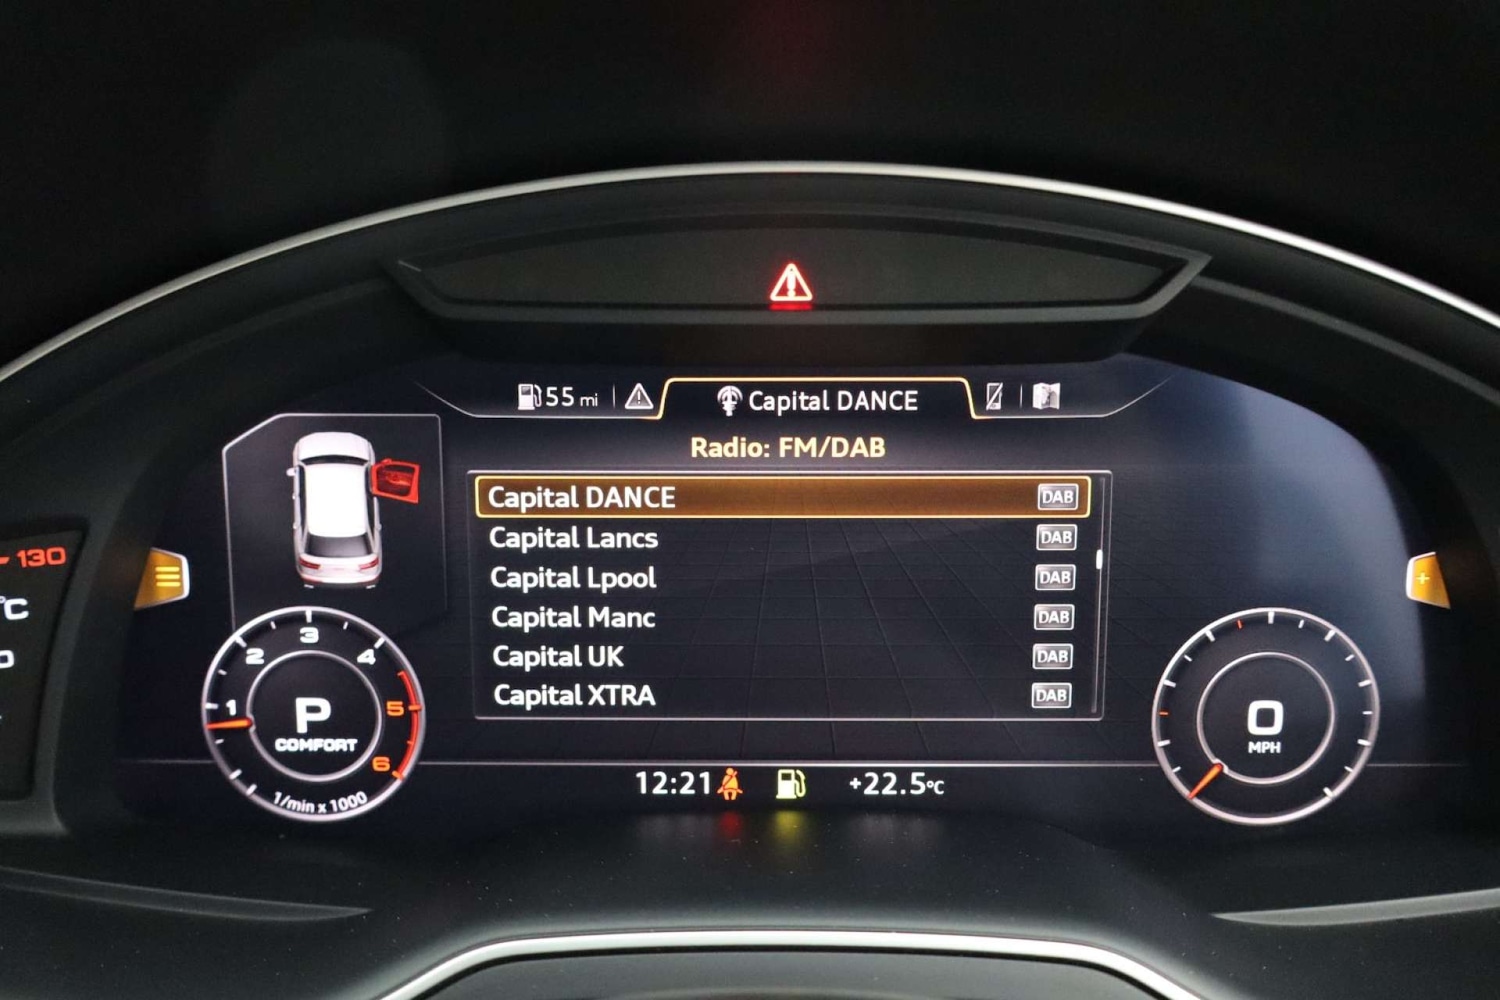 55 mi
Capital DANCE
Radio: FM/DAB
Capital DANCE DAB
Capital Lancs DAB
Capital Lpool DAB
Capital Manc DAB
Capital UK DAB
Capital XTRA DAB
130
°C
1
2
3
4
5
6
P
COMFORT
1/min x 1000
0
MPH
12:21
+22.5°C